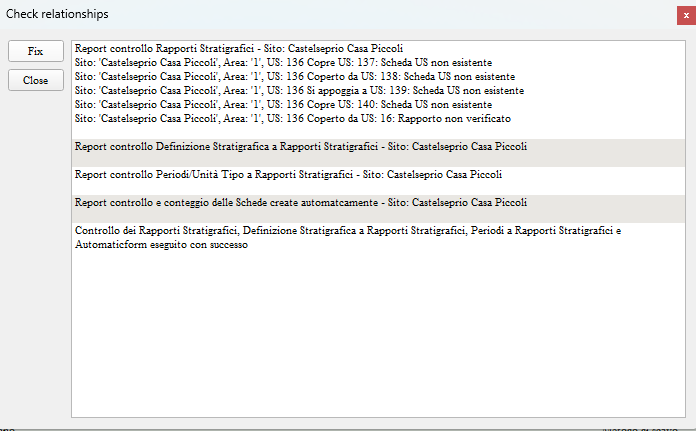 Check relationships
x
Fix
Close
Report controllo Rapporti Stratigrafici - Sito: Castelseprio Casa Piccoli
Sito: 'Castelseprio Casa Piccoli', Area: '1', US: 136 Copre US: 137: Scheda US non esistente
Sito: 'Castelseprio Casa Piccoli', Area: '1', US: 136 Coperto da US: 138: Scheda US non esistente
Sito: 'Castelseprio Casa Piccoli', Area: '1', US: 136 Si appoggia a US: 139: Scheda US non esistente
Sito: 'Castelseprio Casa Piccoli', Area: '1', US: 136 Copre US: 140: Scheda US non esistente
Sito: 'Castelseprio Casa Piccoli', Area: '1', US: 136 Coperto da US: 16: Rapporto non verificato
Report controllo Definizione Stratigrafica a Rapporti Stratigrafici - Sito: Castelseprio Casa Piccoli
Report controllo Periodi/Unità Tipo a Rapporti Stratigrafici - Sito: Castelseprio Casa Piccoli
Report controllo e conteggio delle Schede create automatcamente - Sito: Castelseprio Casa Piccoli
Controllo dei Rapporti Stratigrafici, Definizione Stratigrafica a Rapporti Stratigrafici, Periodi a Rapporti Stratigrafici e
Automaticform eseguito con successo